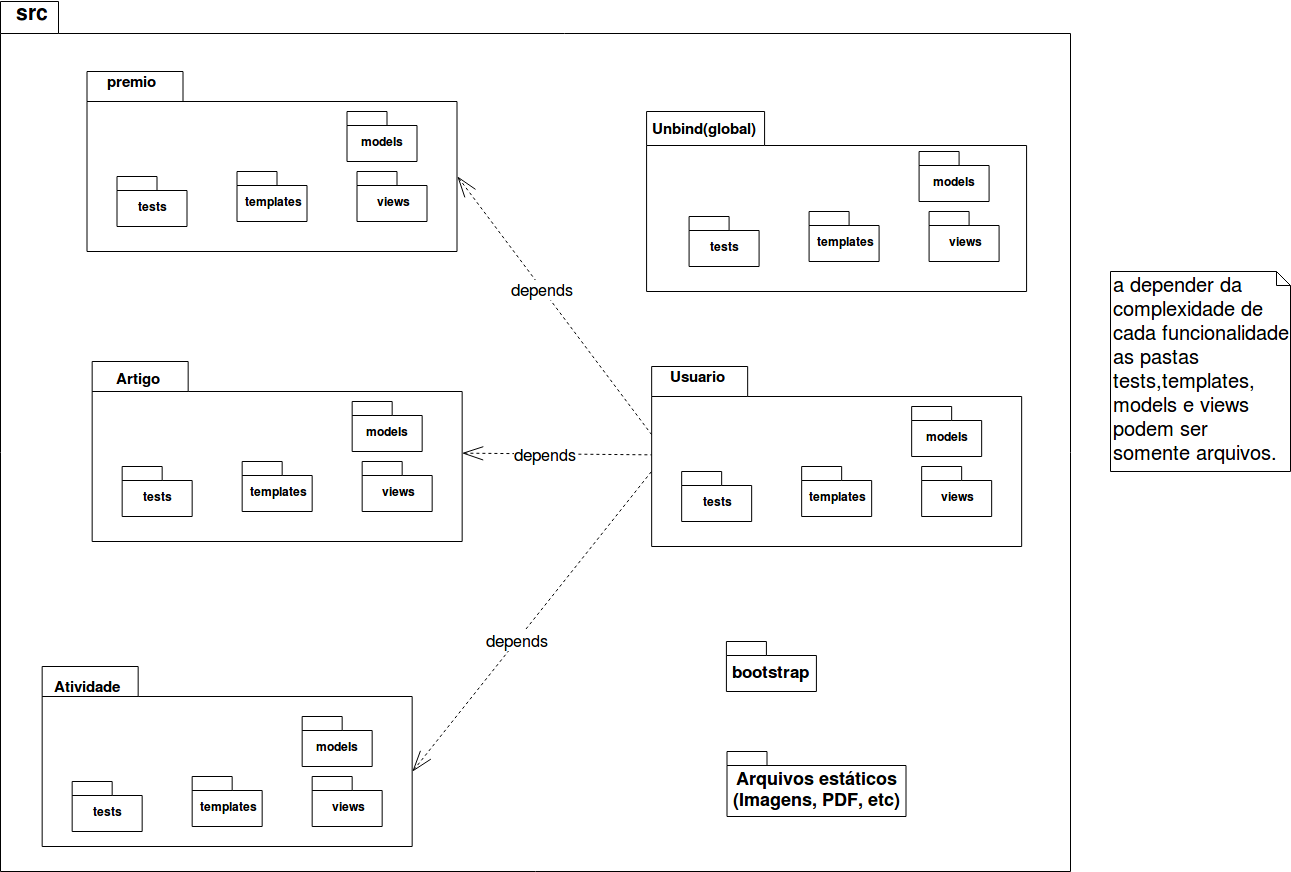 src
premio
models
tests
templates
views
Unbind(global)
models
tests
templates
views
depends
a depender da
complexidade de
cada funcionalidade
as pastas
tests,templates,
models e views
podem ser
somente arquivos.
Artigo
models
tests
templates
views
depends
Usuario
models
tests
templates
views
depends
Atividade
models
tests
templates
views
bootstrap
Arquivos estáticos
(Imagens, PDF, etc)